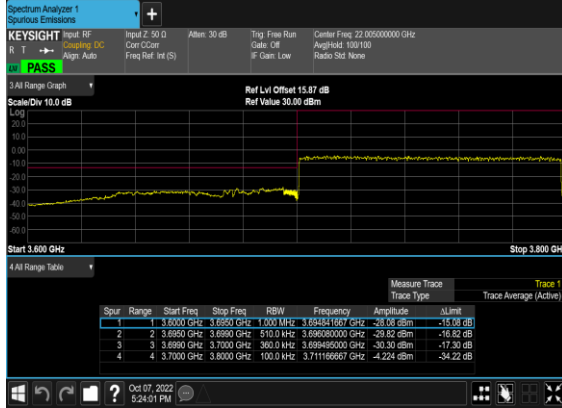 Spectrum Analyzer 1
Spurious Emissions
+
KEYSIGHT Input: RF Input Z: 50 Ω Atten: 30 dB Trig: Free Run Center Freq: 22.005000000 GHz
R T Coupling: DC Corr CCorr Gate: Off Avg|Hold: 100/100
Align: Auto Freq Ref: Int (S) IF Gain: Low Radio Std: None
PASS
3 All Range Graph
Ref Lvl Offset 15.87 dB
Scale/Div 10.0 dB Ref Value 30.00 dBm
Log
20.0
10.0
0.00
-10.0
-20.0
-30.0
-40.0
-50.0
-60.0
Start 3.600 GHz Stop 3.800 GH
4 All Range Table
Measure Trace Trace 1
Trace Type Trace Average (Active)
Spur Range Start Freq Stop Freq RBW Frequency Amplitude ΔLimit
1 1 3.6000 GHz 3.6950 GHz 1.000 MHz 3.694841667 GHz -28.08 dBm -15.08 dB
2 2 3.6950 GHz 3.6990 GHz 510.0 kHz 3.696080000 GHz -29.82 dBm -16.82 dB
3 3 3.6990 GHz 3.7000 GHz 360.0 kHz 3.699495000 GHz -30.30 dBm -17.30 dB
4 4 3.7000 GHz 3.8000 GHz 100.0 kHz 3.711166667 GHz -4.224 dBm -34.22 dB
? Oct 07, 2022
5:24:01 PM